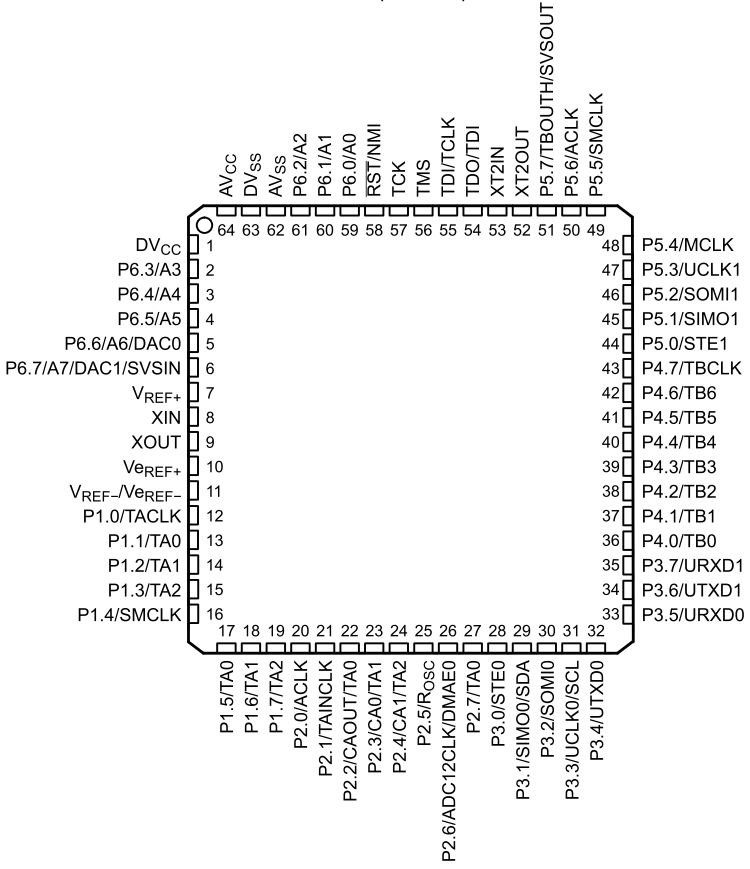 P5.7/TBOUTH/SVSOUT
AVCC
DVSS
AVSS
P6.2/A2
P6.1/A1
P6.0/A0
RST/NMI
TCK
TMS
TDI/TCLK
TDO/TDI
XT2IN
XT2OUT
P5.6/ACLK
P5.5/SMCLK
64 63 62 61 60 59 58 57 56 55 54 53 52 51 50 49
DVCC 1 48 P5.4/MCLK
P6.3/A3 2 47 P5.3/UCLK1
P6.4/A4 3 46 P5.2/SOMI1
P6.5/A5 4 45 P5.1/SIMO1
P6.6/A6/DAC0 5 44 P5.0/STE1
P6.7/A7/DAC1/SVSIN 6 43 P4.7/TBCLK
VREF+ 7 42 P4.6/TB6
XIN 8 41 P4.5/TB5
XOUT 9 40 P4.4/TB4
VeREF+ 10 39 P4.3/TB3
VREF−/VeREF− 11 38 P4.2/TB2
P1.0/TACLK 12 37 P4.1/TB1
P1.1/TA0 13 36 P4.0/TB0
P1.2/TA1 14 35 P3.7/URXD1
P1.3/TA2 15 34 P3.6/UTXD1
P1.4/SMCLK 16 33 P3.5/URXD0
17 18 19 20 21 22 23 24 25 26 27 28 29 30 31 32
P1.5/TA0
P1.6/TA1
P1.7/TA2
P2.0/ACLK
P2.1/TAINCLK
P2.2/CAOUT/TA0
P2.3/CA0/TA1
P2.4/CA1/TA2
P2.5/ROSC
P2.6/ADC12CLK/DMAE0
P2.7/TA0
P3.0/STE0
P3.1/SIMO0/SDA
P3.2/SOMI0
P3.3/UCLK0/SCL
P3.4/UTXD0